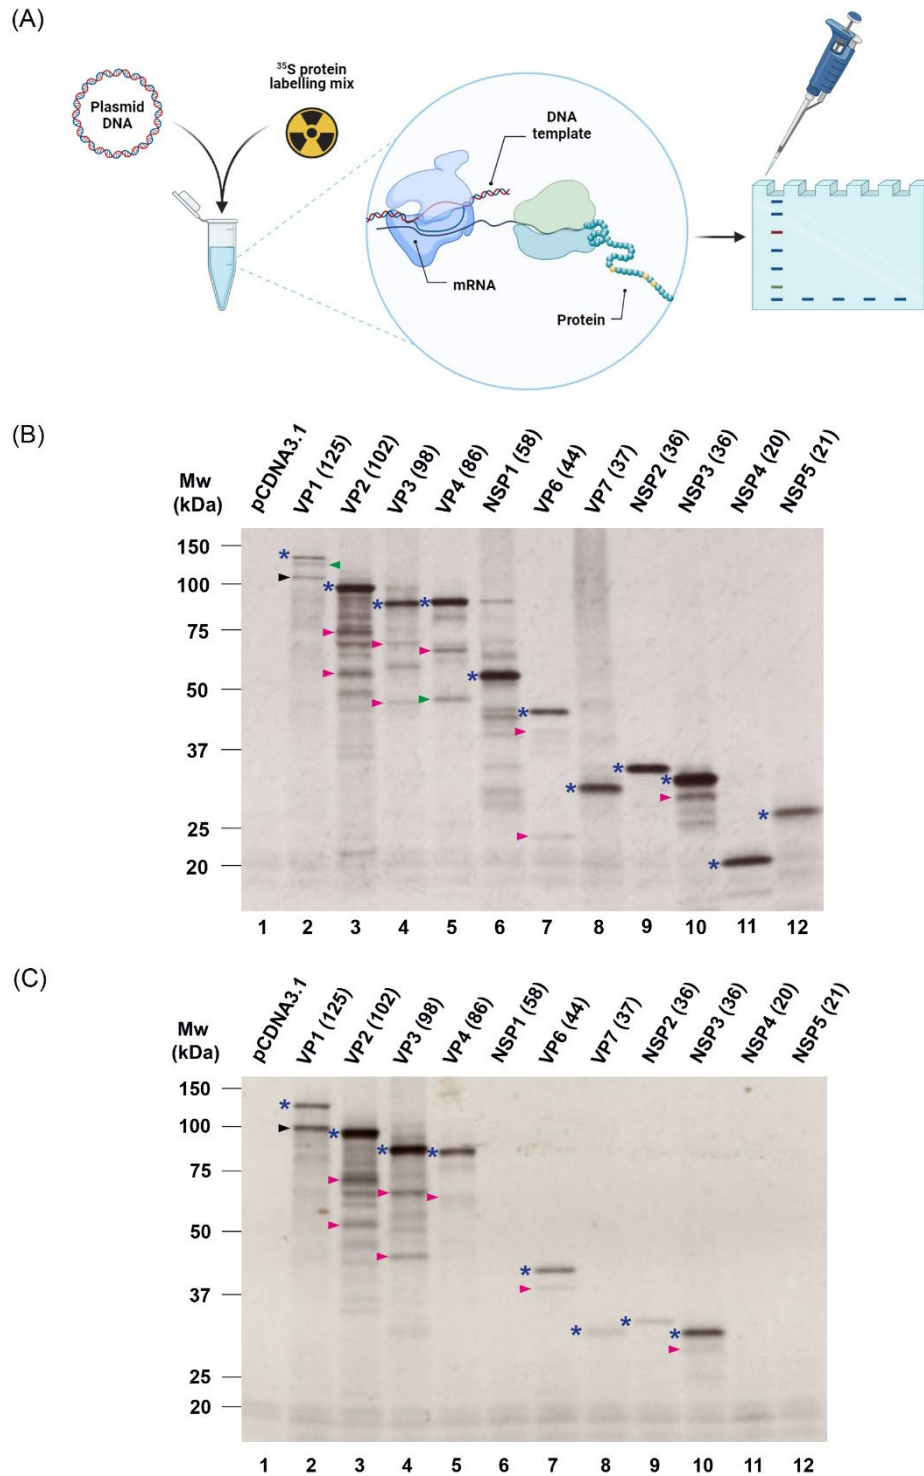 (A)
³⁵S protein
labelling mix
Plasmid
DNA
DNA
template
mRNA
Protein
(B)
Mw
(kDa)
pCDNA3.1
VP1 (125)
VP2 (102)
VP3 (98)
VP4 (86)
NSP1 (58)
VP6 (44)
VP7 (37)
NSP2 (36)
NSP3 (36)
NSP4 (20)
NSP5 (21)
150
100
75
50
37
25
20
*
*
*
*
*
*
*
*
*
*
*
1 2 3 4 5 6 7 8 9 10 11 12
(C)
Mw
(kDa)
pCDNA3.1
VP1 (125)
VP2 (102)
VP3 (98)
VP4 (86)
NSP1 (58)
VP6 (44)
VP7 (37)
NSP2 (36)
NSP3 (36)
NSP4 (20)
NSP5 (21)
150
100
75
50
37
25
20
*
*
*
*
*
*
*
*
1 2 3 4 5 6 7 8 9 10 11 12